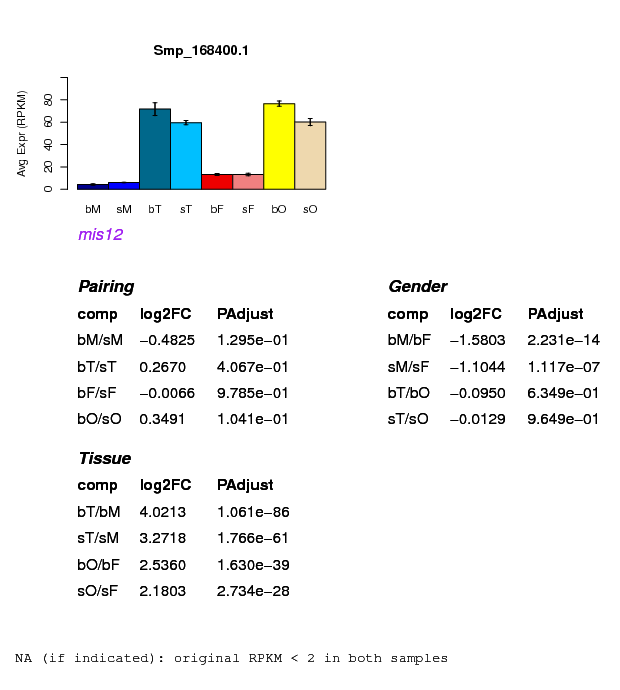 Smp_168400.1
Avg Expr (RPKM)
0 20 40 60 80
bM sM bT sT bF sF bO sO
mis12
Pairing
comp log2FC PAdjust
bM/sM −0.4825 1.295e−01
bT/sT 0.2670 4.067e−01
bF/sF −0.0066 9.785e−01
bO/sO 0.3491 1.041e−01
Gender
comp log2FC PAdjust
bM/bF −1.5803 2.231e−14
sM/sF −1.1044 1.117e−07
bT/bO −0.0950 6.349e−01
sT/sO −0.0129 9.649e−01
Tissue
comp log2FC PAdjust
bT/bM 4.0213 1.061e−86
sT/sM 3.2718 1.766e−61
bO/bF 2.5360 1.630e−39
sO/sF 2.1803 2.734e−28
NA (if indicated): original RPKM < 2 in both samples